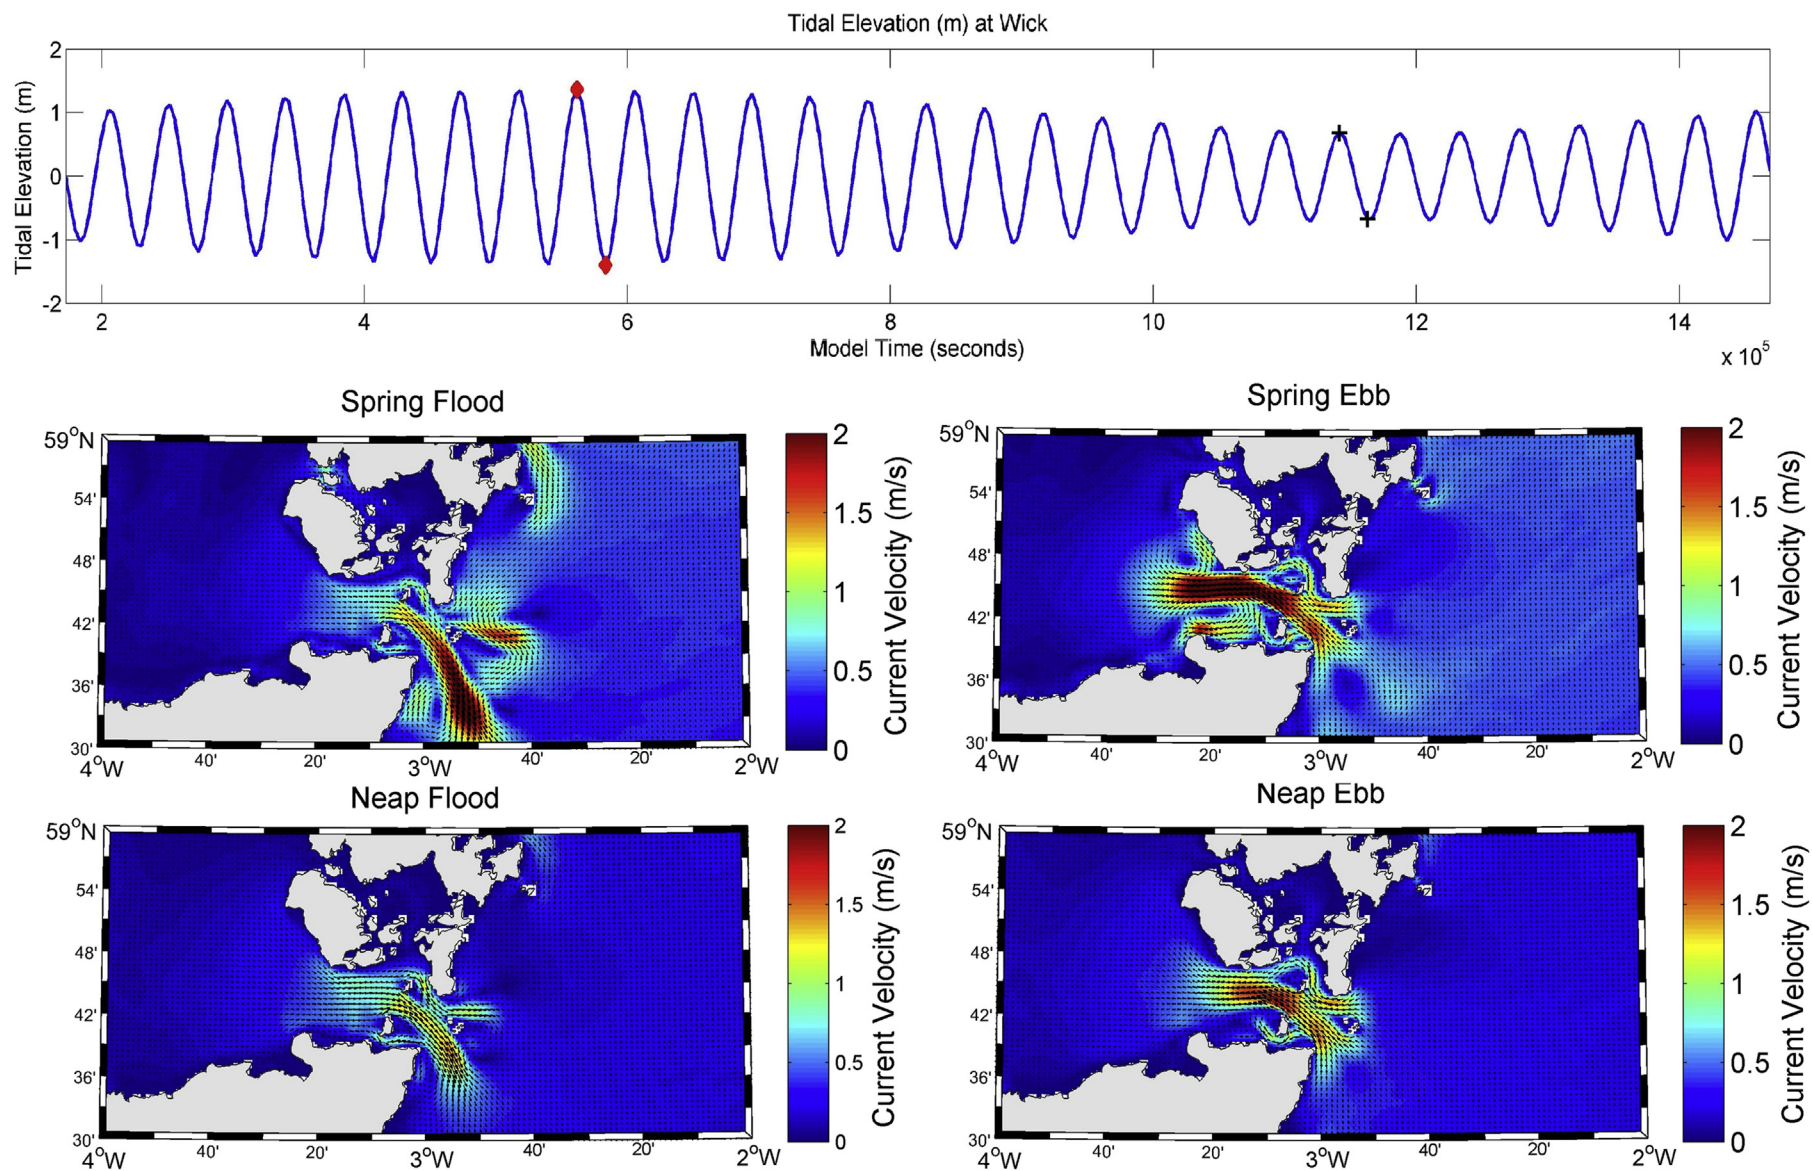 Tidal Elevation (m) at Wick
Tidal Elevation (m)
2
1
0
-1
-2
2 4 6 8 10 12 14
Model Time (seconds)
x 10^5
Spring Flood
59°N
54'
48'
42'
36'
30'
4°W 40' 20' 3°W 40' 20' 2°W
2
1.5
1
0.5
0
Current Velocity (m/s)
Spring Ebb
59°N
54'
48'
42'
36'
30'
4°W 40' 20' 3°W 40' 20' 2°W
2
1.5
1
0.5
0
Current Velocity (m/s)
Neap Flood
59°N
54'
48'
42'
36'
30'
4°W 40' 20' 3°W 40' 20' 2°W
2
1.5
1
0.5
0
Current Velocity (m/s)
Neap Ebb
59°N
54'
48'
42'
36'
30'
4°W 40' 20' 3°W 40' 20' 2°W
2
1.5
1
0.5
0
Current Velocity (m/s)